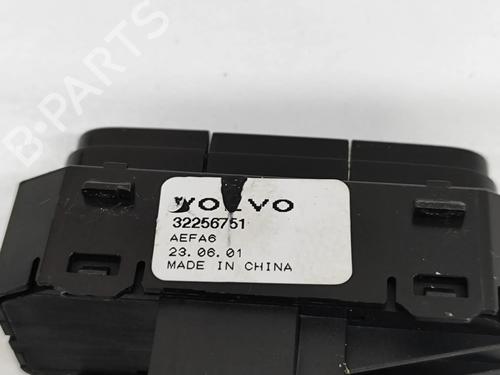 B-PARTS
VOLVO
32256751
AEFA6
23.06.01
MADE IN CHINA